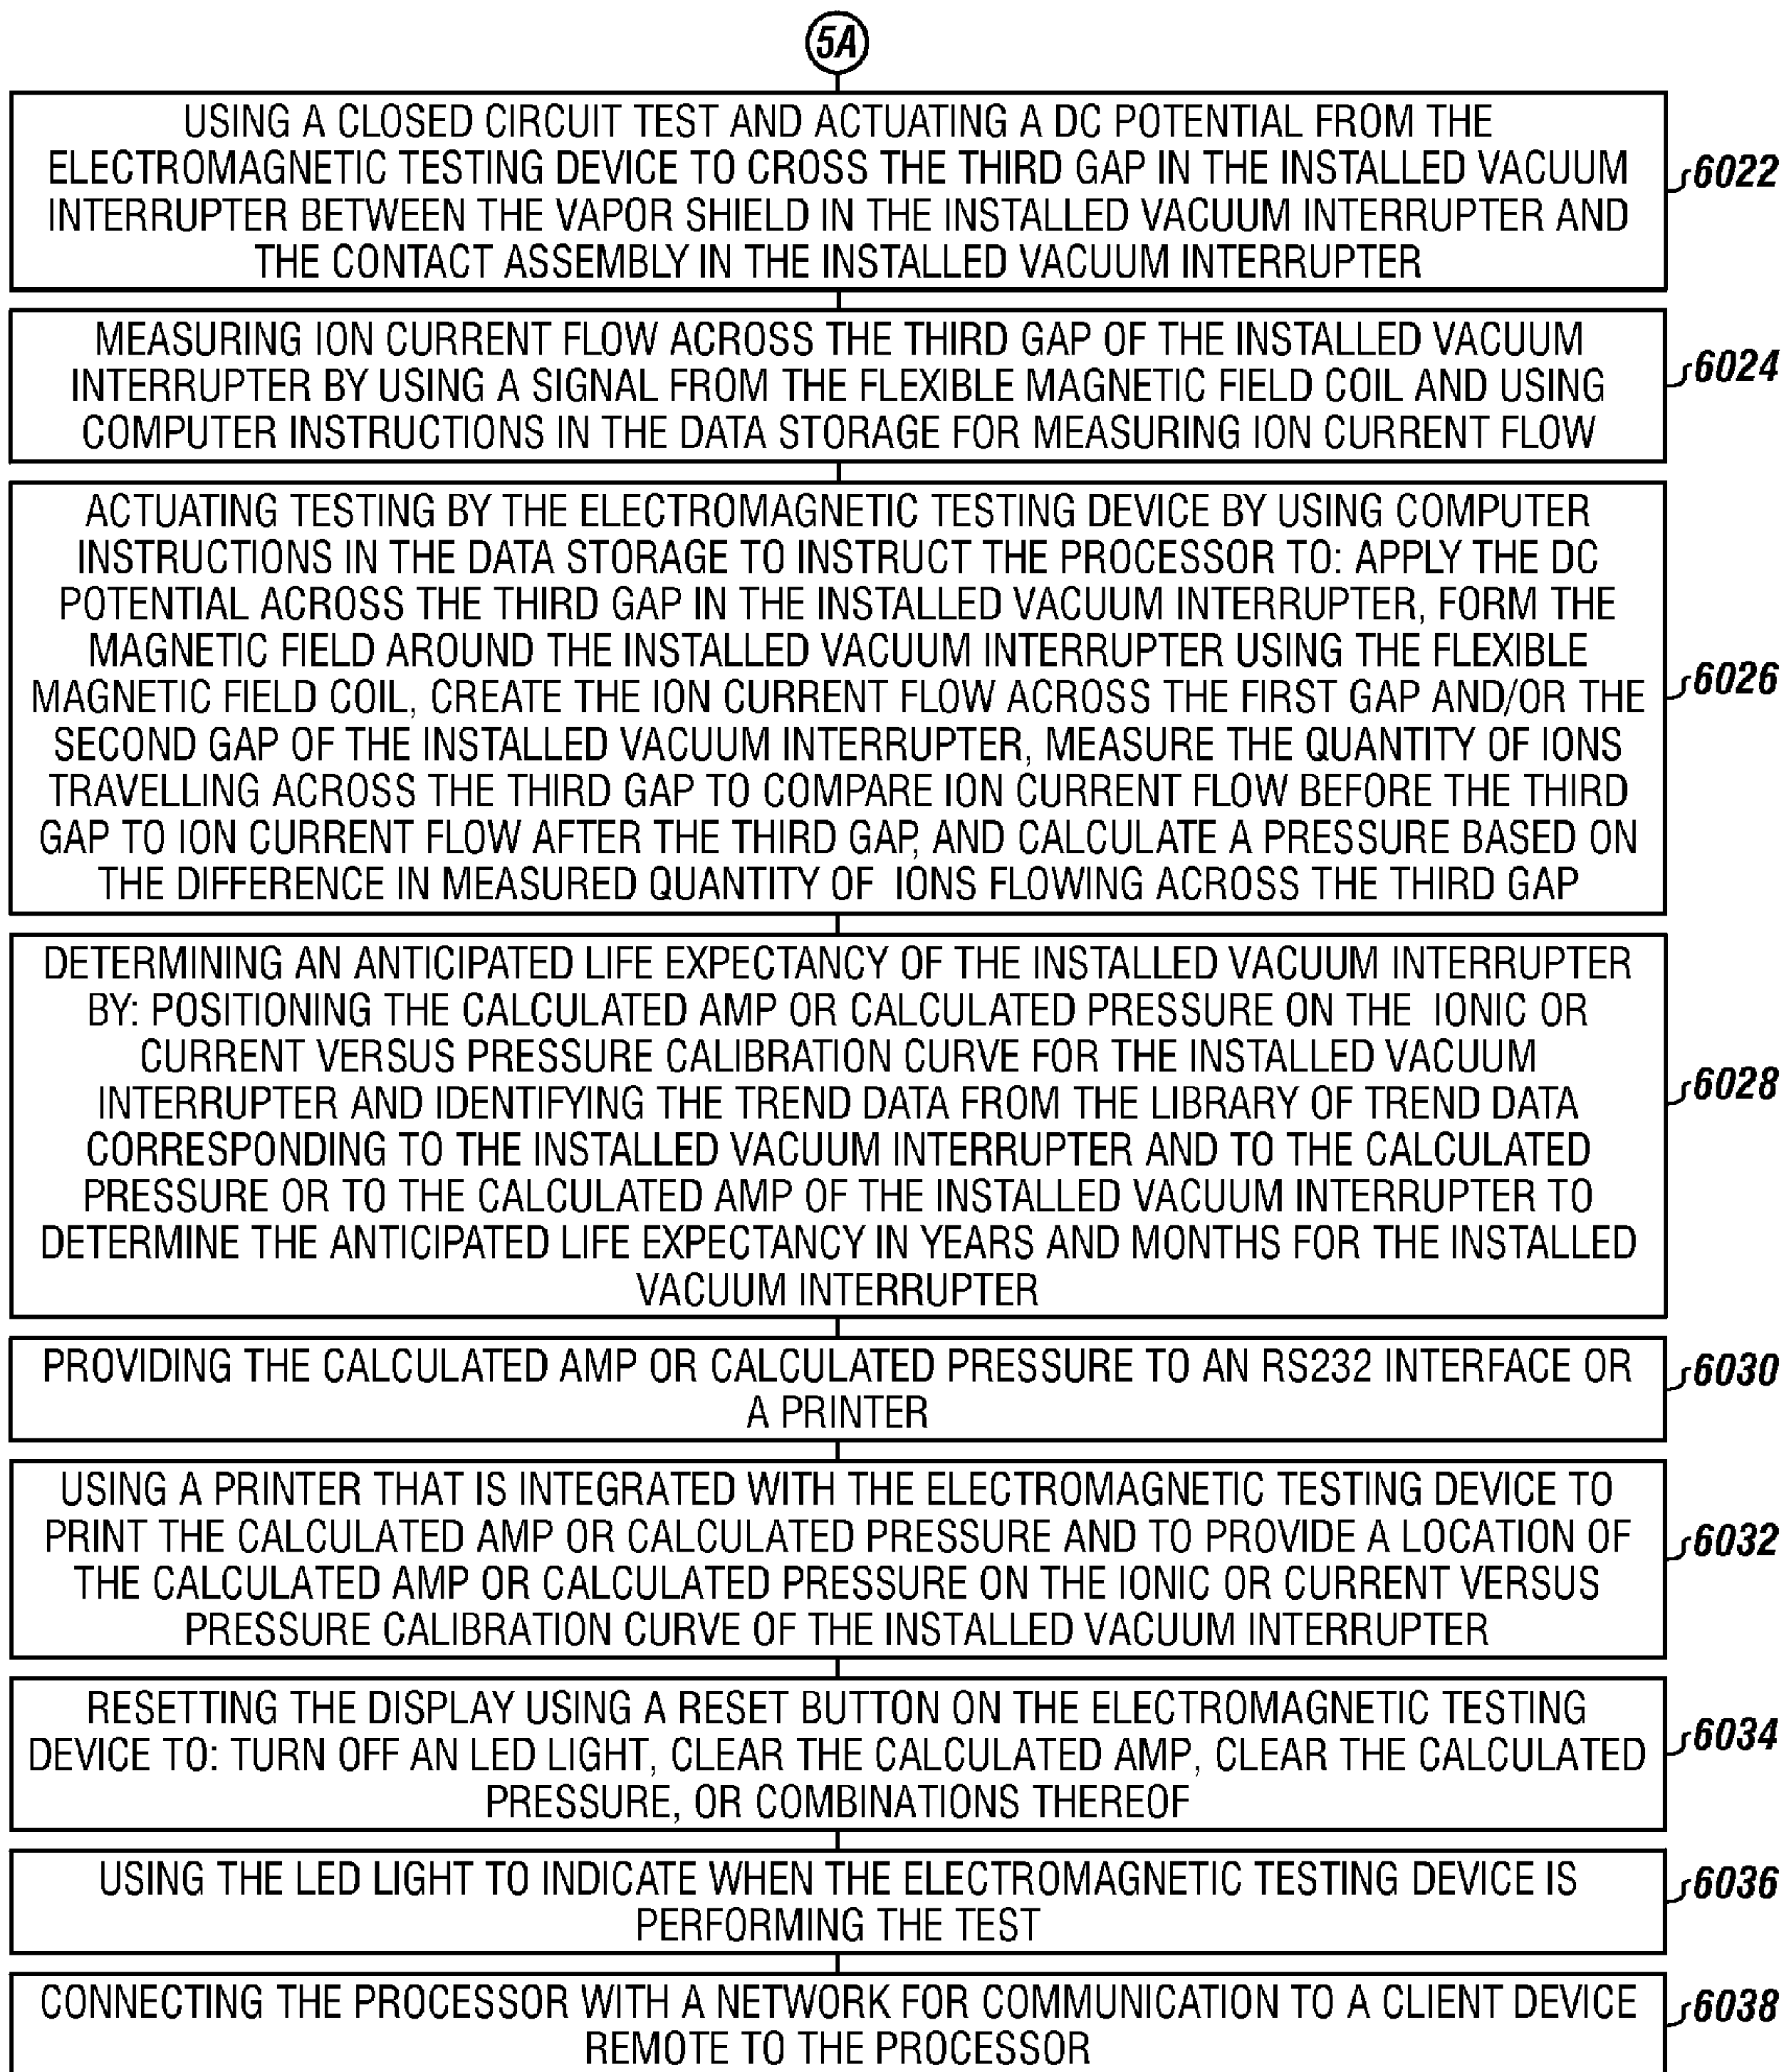 5A
USING A CLOSED CIRCUIT TEST AND ACTUATING A DC POTENTIAL FROM THE
ELECTROMAGNETIC TESTING DEVICE TO CROSS THE THIRD GAP IN THE INSTALLED VACUUM
INTERRUPTER BETWEEN THE VAPOR SHIELD IN THE INSTALLED VACUUM INTERRUPTER AND
THE CONTACT ASSEMBLY IN THE INSTALLED VACUUM INTERRUPTER
6022
MEASURING ION CURRENT FLOW ACROSS THE THIRD GAP OF THE INSTALLED VACUUM
INTERRUPTER BY USING A SIGNAL FROM THE FLEXIBLE MAGNETIC FIELD COIL AND USING
COMPUTER INSTRUCTIONS IN THE DATA STORAGE FOR MEASURING ION CURRENT FLOW
6024
ACTUATING TESTING BY THE ELECTROMAGNETIC TESTING DEVICE BY USING COMPUTER
INSTRUCTIONS IN THE DATA STORAGE TO INSTRUCT THE PROCESSOR TO: APPLY THE DC
POTENTIAL ACROSS THE THIRD GAP IN THE INSTALLED VACUUM INTERRUPTER, FORM THE
MAGNETIC FIELD AROUND THE INSTALLED VACUUM INTERRUPTER USING THE FLEXIBLE
MAGNETIC FIELD COIL, CREATE THE ION CURRENT FLOW ACROSS THE FIRST GAP AND/OR THE
SECOND GAP OF THE INSTALLED VACUUM INTERRUPTER, MEASURE THE QUANTITY OF IONS
TRAVELLING ACROSS THE THIRD GAP TO COMPARE ION CURRENT FLOW BEFORE THE THIRD
GAP TO ION CURRENT FLOW AFTER THE THIRD GAP, AND CALCULATE A PRESSURE BASED ON
THE DIFFERENCE IN MEASURED QUANTITY OF IONS FLOWING ACROSS THE THIRD GAP
6026
DETERMINING AN ANTICIPATED LIFE EXPECTANCY OF THE INSTALLED VACUUM INTERRUPTER
BY: POSITIONING THE CALCULATED AMP OR CALCULATED PRESSURE ON THE IONIC OR
CURRENT VERSUS PRESSURE CALIBRATION CURVE FOR THE INSTALLED VACUUM
INTERRUPTER AND IDENTIFYING THE TREND DATA FROM THE LIBRARY OF TREND DATA
CORRESPONDING TO THE INSTALLED VACUUM INTERRUPTER AND TO THE CALCULATED
PRESSURE OR TO THE CALCULATED AMP OF THE INSTALLED VACUUM INTERRUPTER TO
DETERMINE THE ANTICIPATED LIFE EXPECTANCY IN YEARS AND MONTHS FOR THE INSTALLED
VACUUM INTERRUPTER
6028
PROVIDING THE CALCULATED AMP OR CALCULATED PRESSURE TO AN RS232 INTERFACE OR
A PRINTER
6030
USING A PRINTER THAT IS INTEGRATED WITH THE ELECTROMAGNETIC TESTING DEVICE TO
PRINT THE CALCULATED AMP OR CALCULATED PRESSURE AND TO PROVIDE A LOCATION OF
THE CALCULATED AMP OR CALCULATED PRESSURE ON THE IONIC OR CURRENT VERSUS
PRESSURE CALIBRATION CURVE OF THE INSTALLED VACUUM INTERRUPTER
6032
RESETTING THE DISPLAY USING A RESET BUTTON ON THE ELECTROMAGNETIC TESTING
DEVICE TO: TURN OFF AN LED LIGHT, CLEAR THE CALCULATED AMP, CLEAR THE CALCULATED
PRESSURE, OR COMBINATIONS THEREOF
6034
USING THE LED LIGHT TO INDICATE WHEN THE ELECTROMAGNETIC TESTING DEVICE IS
PERFORMING THE TEST
6036
CONNECTING THE PROCESSOR WITH A NETWORK FOR COMMUNICATION TO A CLIENT DEVICE
REMOTE TO THE PROCESSOR
6038